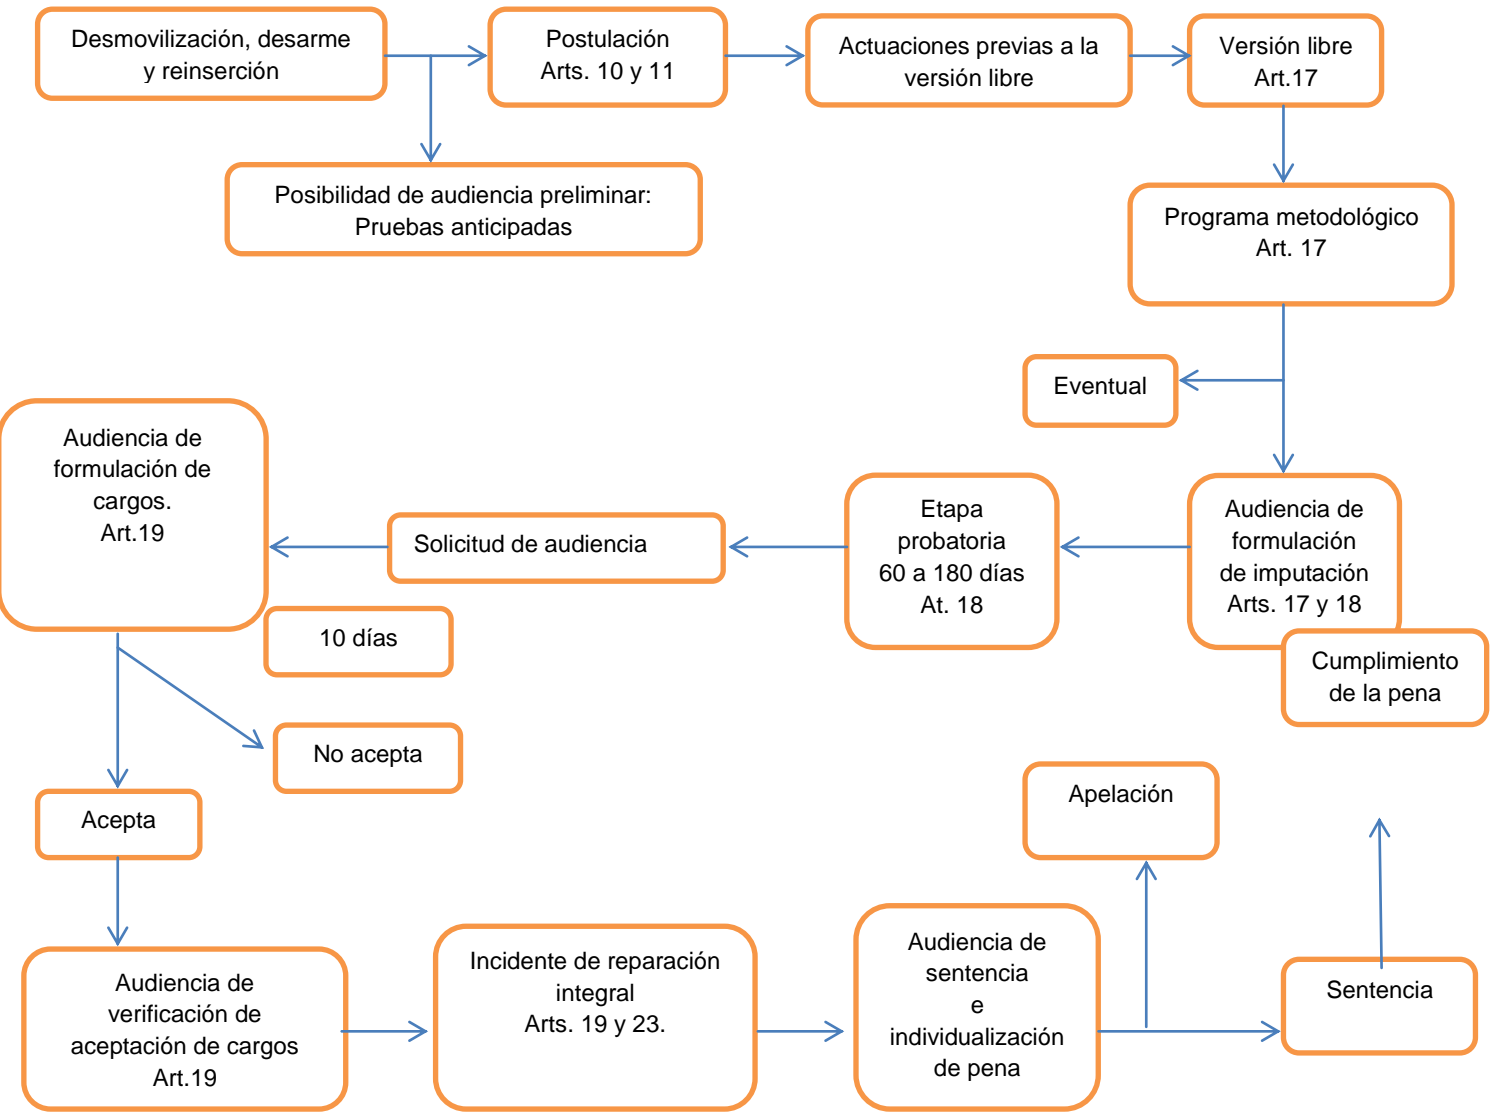 Desmovilización, desarme
y reinserción
Postulación
Arts. 10 y 11
Actuaciones previas a la
versión libre
Versión libre
Art.17
Posibilidad de audiencia preliminar:
Pruebas anticipadas
Programa metodológico
Art. 17
Eventual
Audiencia de
formulación
de imputación
Arts. 17 y 18
Etapa
probatoria
60 a 180 días
At. 18
Solicitud de audiencia
Audiencia de
formulación de
cargos.
Art.19
10 días
No acepta
Acepta
Audiencia de
verificación de
aceptación de cargos
Art.19
Incidente de reparación
integral
Arts. 19 y 23.
Audiencia de
sentencia
e
individualización
de pena
Apelación
Sentencia
Cumplimiento
de la pena